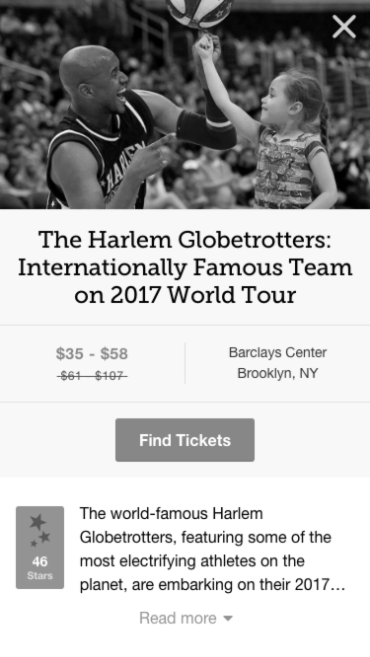 HARLEM
The Harlem Globetrotters:
Internationally Famous Team
on 2017 World Tour
$35 - $58
$61 - $107
Barclays Center
Brooklyn, NY
Find Tickets
46
Stars
The world-famous Harlem
Globetrotters, featuring some of the
most electrifying athletes on the
planet, are embarking on their 2017…
Read more